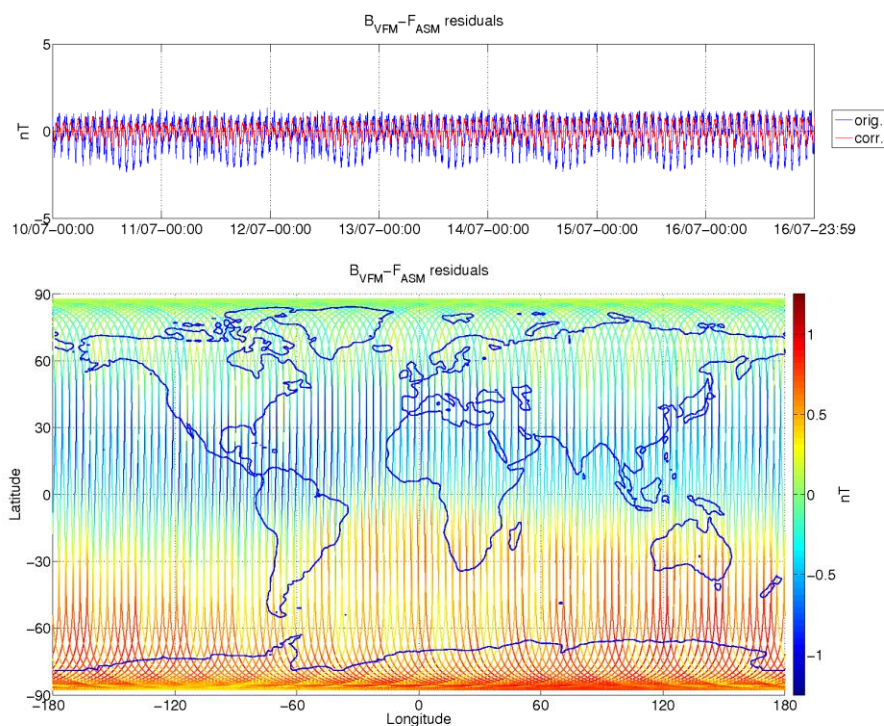 B_VFM−F_ASM residuals
5
0
−5
nT
10/07−00:00 11/07−00:00 12/07−00:00 13/07−00:00 14/07−00:00 15/07−00:00 16/07−00:00 16/07−23:59
orig.
corr.
B_VFM−F_ASM residuals
90
60
30
0
−30
−60
−90
Latitude
−180 −120 −60 0 60 120 180
Longitude
1
0.5
0
−0.5
−1
nT